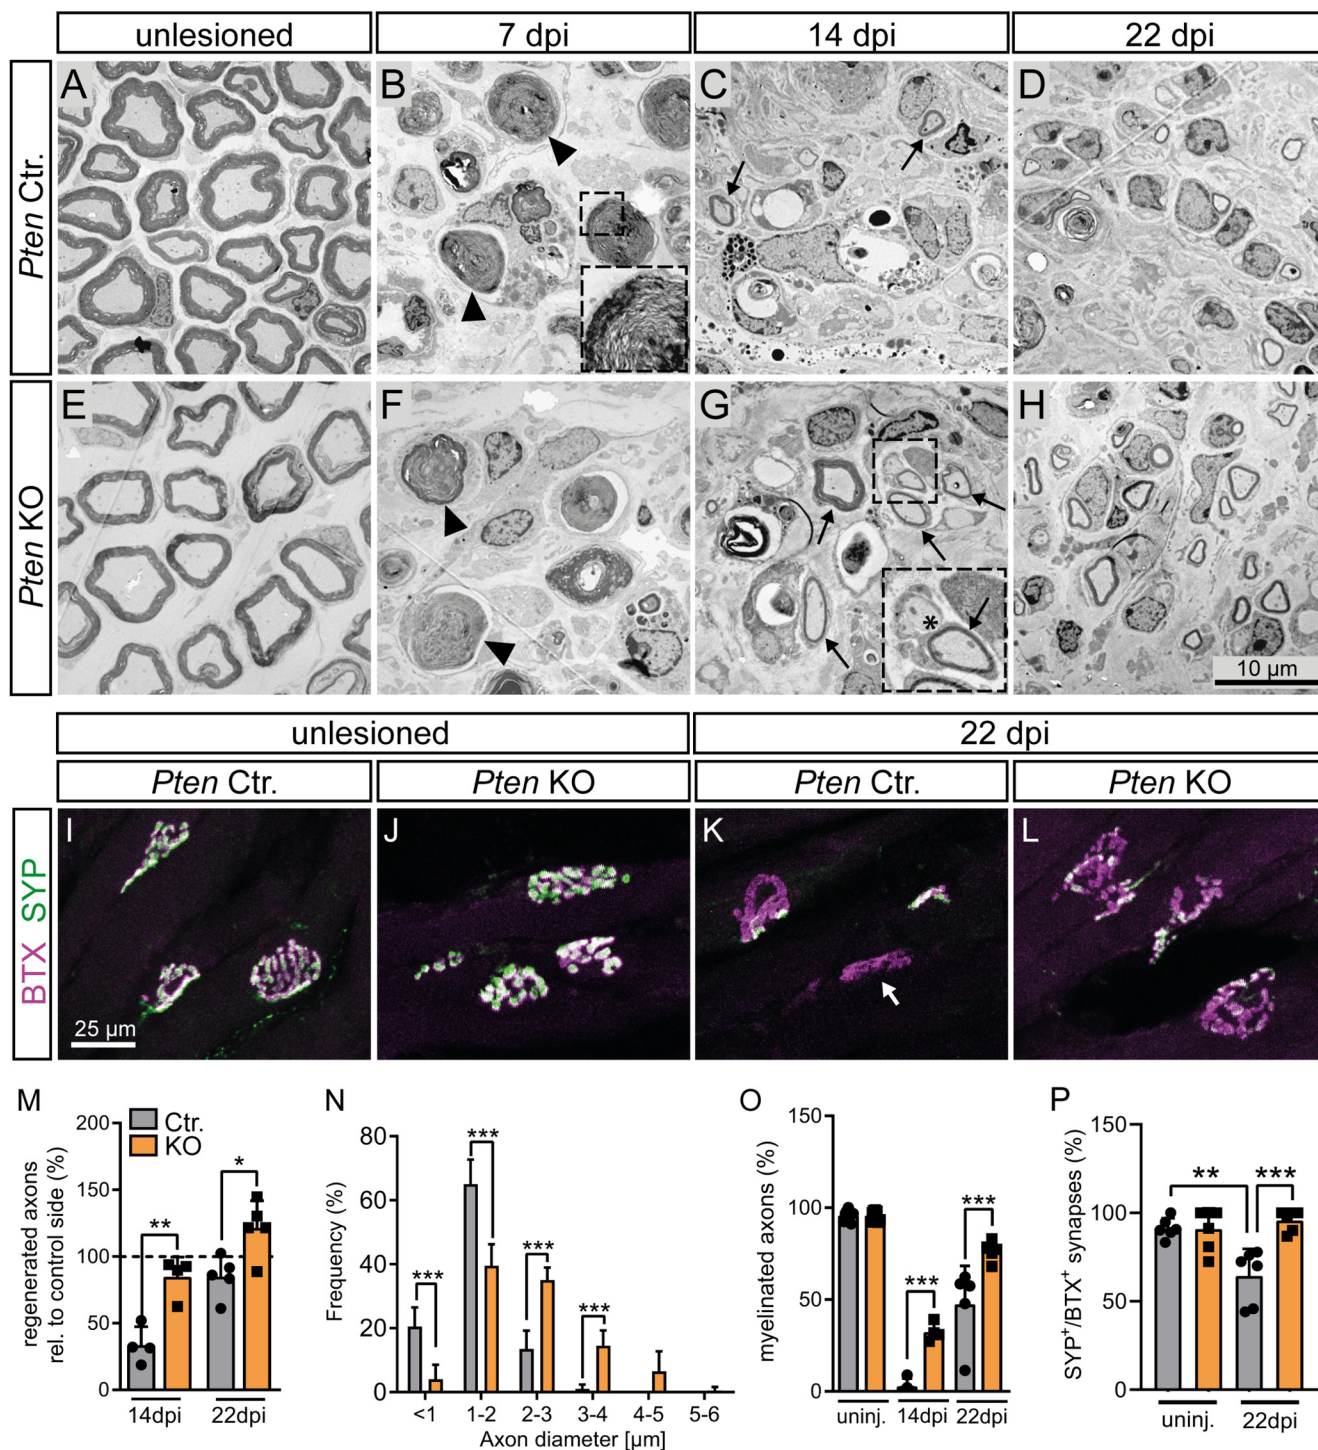 unlesioned 7 dpi 14 dpi 22 dpi
Pten Ctr.
A B C D
Pten KO
E F G H
*
10 µm
unlesioned 22 dpi
Pten Ctr. Pten KO Pten Ctr. Pten KO
BTX SYP
I J K L
25 µm
M
regenerated axons
rel. to control side (%)
200
150
100
50
0
Ctr.
KO
** *
14dpi 22dpi
N
Frequency (%)
80
60
40
20
0
*** *** *** ***
<1 1-2 2-3 3-4 4-5 5-6
Axon diameter [µm]
O
myelinated axons (%)
150
100
50
0
*** ***
uninj. 14dpi 22dpi
P
SYP+/BTX+ synapses (%)
150
100
50
0
** ***
uninj. 22dpi